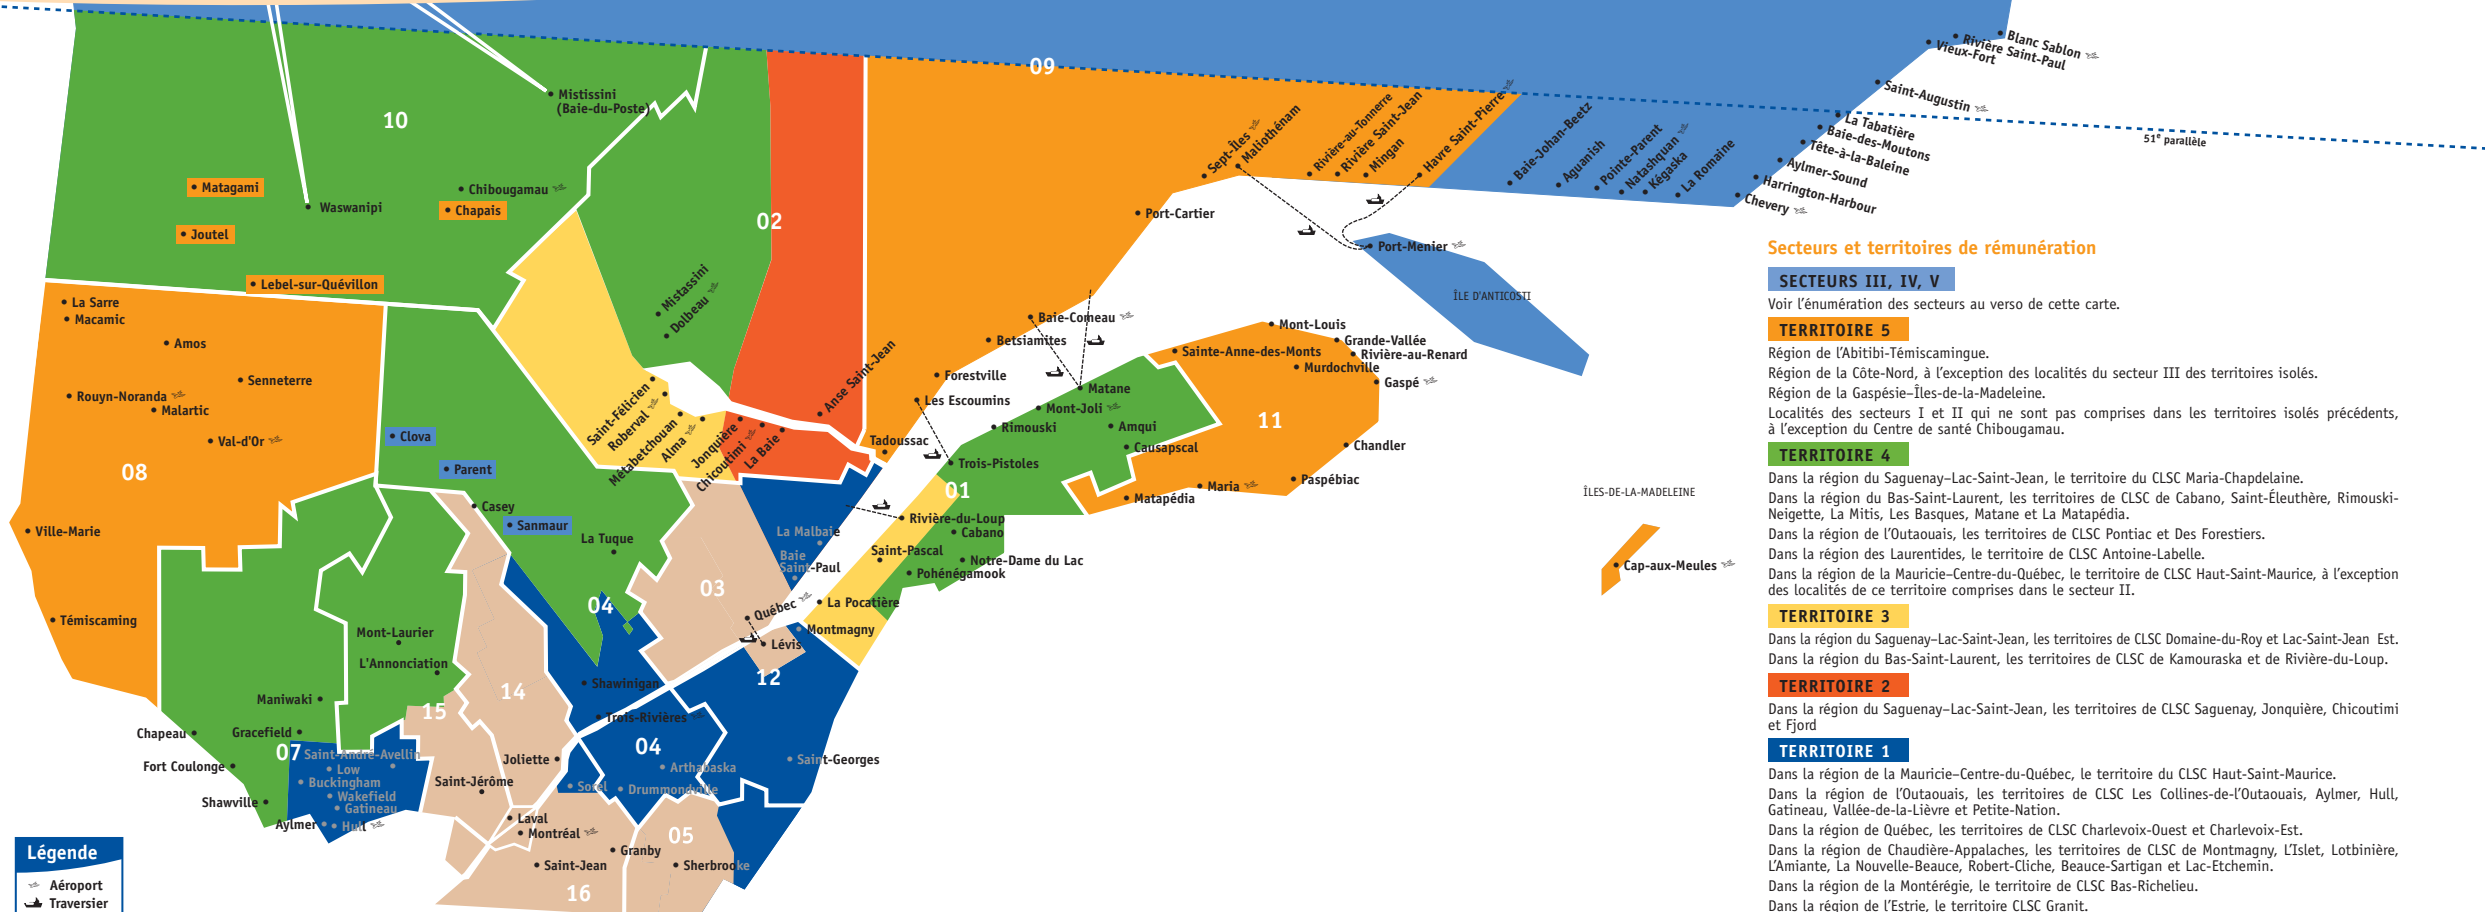 09
Blanc Sablon
Rivière Saint-Paul
Vieux-Fort
Saint-Augustin
La Tabatière
Baie-des-Moutons
Tête-à-la-Baleine
Aylmer-Sound
Harrington-Harbour
Chevery
51e parallèle
Mistissini
(Baie-du-Poste)
10
Matagami
Waswanipi
Chibougamau
Chapais
Joutel
Lebel-sur-Quévillon
02
Sept-Îles
Maliothénam
Rivière-au-Tonnerre
Rivière Saint-Jean
Mingan
Havre Saint-Pierre
Baie-Johan-Beetz
Aguanish
Pointe-Parent
Natashquan
Kégaska
La Romaine
Port-Cartier
Port-Menier
ÎLE D'ANTICOSTI
La Sarre
Macamic
Amos
Senneterre
Rouyn-Noranda
Malartic
Val-d'Or
08
Ville-Marie
Témiscaming
Clova
Parent
Sanmaur
Casey
La Tuque
Mistassini
Dolbeau
Saint-Félicien
Roberval
Métabetchouan
Alma
Jonquière
Chicoutimi
La Baie
Anse Saint-Jean
Baie-Comeau
Betsiamites
Forestville
Les Escoumins
Tadoussac
Mont-Louis
Grande-Vallée
Sainte-Anne-des-Monts
Rivière-au-Renard
Murdochville
Gaspé
Matane
Mont-Joli
Rimouski
Amqui
Causapscal
11
Chandler
Trois-Pistoles
01
Paspébiac
Maria
Matapédia
ÎLES-DE-LA-MADELEINE
Cap-aux-Meules
Rivière-du-Loup
Cabano
Saint-Pascal
Notre-Dame du Lac
Pohénégamook
La Malbaie
Baie
Saint-Paul
03
04
Québec
La Pocatière
Montmagny
Lévis
12
Mont-Laurier
L'Annonciation
Shawinigan
14
15
Maniwaki
Trois-Rivières
Chapeau
Gracefield
07
Saint-André-Avellin
04
Fort Coulonge
Low
Buckingham
Joliette
Arthabaska
Saint-Georges
Saint-Jérôme
Sorel
Drummondville
Wakefield
Shawville
Gatineau
Aylmer
Hull
Laval
Montréal
05
Granby
Saint-Jean
Sherbrooke
16
Légende
Aéroport
Traversier
Secteurs et territoires de rémunération
SECTEURS III, IV, V
Voir l'énumération des secteurs au verso de cette carte.
TERRITOIRE 5
Région de l'Abitibi-Témiscamingue.
Région de la Côte-Nord, à l'exception des localités du secteur III des territoires isolés.
Région de la Gaspésie–Îles-de-la-Madeleine.
Localités des secteurs I et II qui ne sont pas comprises dans les territoires isolés précédents,
à l'exception du Centre de santé Chibougamau.
TERRITOIRE 4
Dans la région du Saguenay–Lac-Saint-Jean, le territoire du CLSC Maria-Chapdelaine.
Dans la région du Bas-Saint-Laurent, les territoires de CLSC de Cabano, Saint-Éleuthère, Rimouski-
Neigette, La Mitis, Les Basques, Matane et La Matapédia.
Dans la région de l'Outaouais, les territoires de CLSC Pontiac et Des Forestiers.
Dans la région des Laurentides, le territoire de CLSC Antoine-Labelle.
Dans la région de la Mauricie–Centre-du-Québec, le territoire de CLSC Haut-Saint-Maurice, à l'exception
des localités de ce territoire comprises dans le secteur II.
TERRITOIRE 3
Dans la région du Saguenay–Lac-Saint-Jean, les territoires de CLSC Domaine-du-Roy et Lac-Saint-Jean Est.
Dans la région du Bas-Saint-Laurent, les territoires de CLSC de Kamouraska et de Rivière-du-Loup.
TERRITOIRE 2
Dans la région du Saguenay–Lac-Saint-Jean, les territoires de CLSC Saguenay, Jonquière, Chicoutimi
et Fjord
TERRITOIRE 1
Dans la région de la Mauricie–Centre-du-Québec, le territoire du CLSC Haut-Saint-Maurice.
Dans la région de l'Outaouais, les territoires de CLSC Les Collines-de-l'Outaouais, Aylmer, Hull,
Gatineau, Vallée-de-la-Lièvre et Petite-Nation.
Dans la région de Québec, les territoires de CLSC Charlevoix-Ouest et Charlevoix-Est.
Dans la région de Chaudière-Appalaches, les territoires de CLSC de Montmagny, L'Islet, Lotbinière,
L'Amiante, La Nouvelle-Beauce, Robert-Cliche, Beauce-Sartigan et Lac-Etchemin.
Dans la région de la Montérégie, le territoire de CLSC Bas-Richelieu.
Dans la région de l'Estrie, le territoire CLSC Granit.